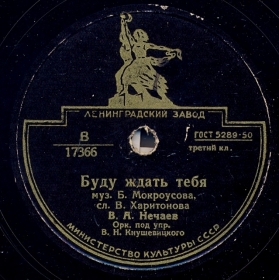 ЛЕНИНГРАДСКИЙ ЗАВОД
В
17366
ГОСТ 5289-50
третий кл.
Буду ждать тебя
муз. Б. Мокроусова,
сл. В. Харитонова
В. А. Нечаев
Орк. под упр.
В. Н. Кнушевицкого
МИНИСТЕРСТВО КУЛЬТУРЫ СССР